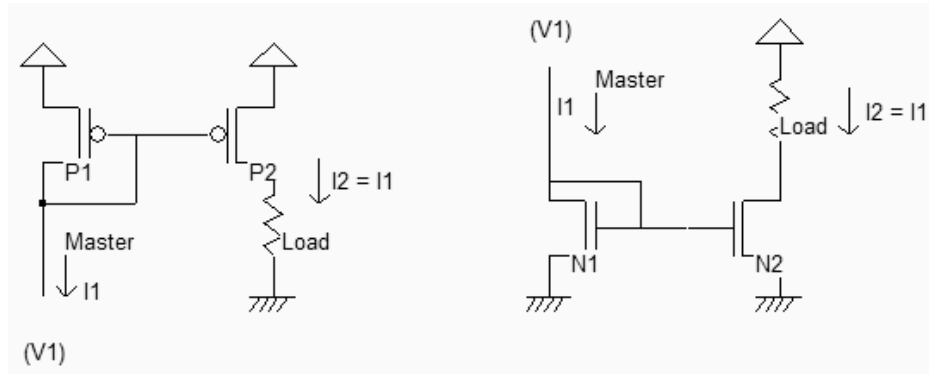 P1
P2
I2 = I1
Master
Load
I1
(V1)
(V1)
Master
I1
I2 = I1
Load
N1
N2